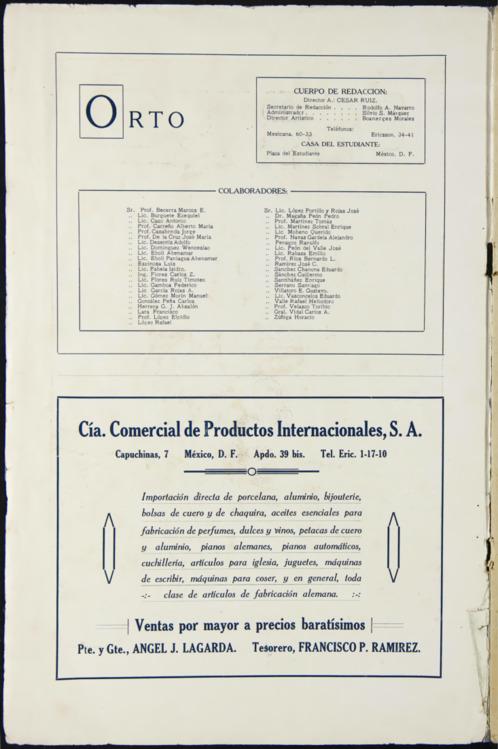 ORTO
CUERPO DE REDACCION:
Director A.: CESAR RUIZ.
Secretario de Redacción . . . . Rodolfo A. Navarro
Administrador . . . . . . . . Silvio S. Márquez
Director Artístico . . . . . . Boanerges Morales
Teléfonos:
Mexicana, 60-33 Ericsson, 34-41
CASA DEL ESTUDIANTE:
Plaza del Estudiante México, D. F.
COLABORADORES:
Sr. Prof. Becerra Marcos E.
„ Lic. Burguete Ezequiel
„ Lic. Caso Antonio
„ Prof. Carreño Alberto María
„ Prof. Casahonda Jorge
„ Prof. De la Cruz José María
„ Lic. Desentis Adolfo
„ Lic. Domínguez Wenceslao
„ Lic. Eboli Abenamar
„ Lic. Eboli Paniagua Abenamar
„ Espinosa Luis
„ Lic. Fabela Isidro.
„ Ing. Flores Carlos Z.
„ Lic. Flores Ruiz Timoteo
„ Lic. Gamboa Federico
„ Lic. García Rojas A.
„ Lic. Gómez Morín Manuel.
„ González Peña Carlos
„ Herrera G. J. Absalón
„ Lara Francisco
„ Prof. López Elpidio
„ López Rafael
Sr. Lic. López Portillo y Rojas José
„ Dr. Magaña Peón Pedro
„ Prof. Martínez Tomás
„ Lic. Martínez Sobral Enrique
„ Lic. Moheno Querido
„ Prof. Navas Gardela Alejandro
„ Penagos Ranulfo
„ Lic. Peón del Valle José
„ Lic. Rabasa Emilio
„ Prof. Ríos Bernardo L.
„ Ramírez José C.
„ Sánchez Chanona Eduardo
„ Sánchez Guillermo
„ Santibáñez Enrique
„ Serrano Santiago
„ Villatoro E. Gustavo.
„ Lic. Vasconcelos Eduardo
„ Valle Rafael Heliodoro
„ Prof. Velasco Toribio
„ Gral. Vidal Carlos A.
„ Zúñiga Horacio
Cía. Comercial de Productos Internacionales, S. A.
Capuchinas, 7 México, D. F. Apdo. 39 bis. Tel. Eric. 1-17-10
Importación directa de porcelana, aluminio, bijouterie,
bolsas de cuero y de chaquira, aceites esenciales para
fabricación de perfumes, dulces y vinos, petacas de cuero
y aluminio, pianos alemanes, pianos automáticos,
cuchillería, artículos para iglesia, juguetes, máquinas
de escribir, máquinas para coser, y en general, toda
-:- clase de artículos de fabricación alemana. :-:
Ventas por mayor a precios baratísimos
Pte. y Gte., ANGEL J. LAGARDA. Tesorero, FRANCISCO P. RAMIREZ.